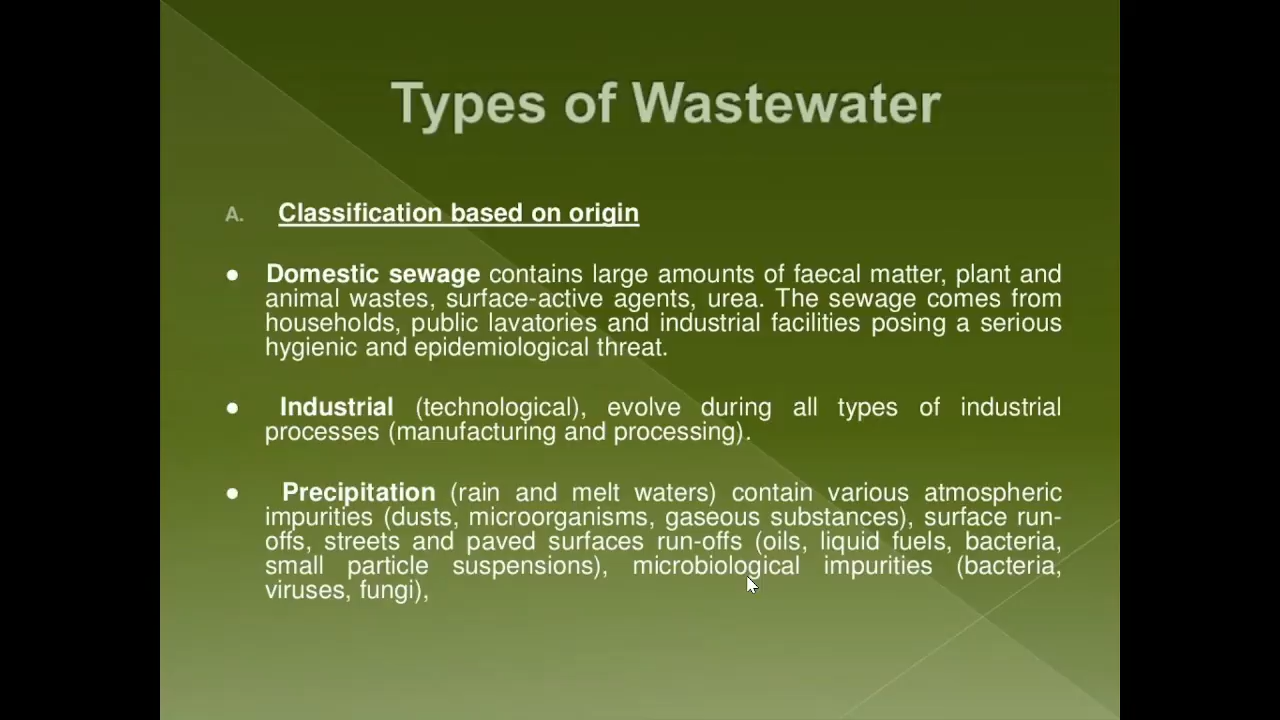 Types of Wastewater
A. Classification based on origin
● Domestic sewage contains large amounts of faecal matter, plant and
animal wastes, surface-active agents, urea. The sewage comes from
households, public lavatories and industrial facilities posing a serious
hygienic and epidemiological threat.
● Industrial (technological), evolve during all types of industrial
processes (manufacturing and processing).
● Precipitation (rain and melt waters) contain various atmospheric
impurities (dusts, microorganisms, gaseous substances), surface run-
offs, streets and paved surfaces run-offs (oils, liquid fuels, bacteria,
small particle suspensions), microbiological impurities (bacteria,
viruses, fungi),